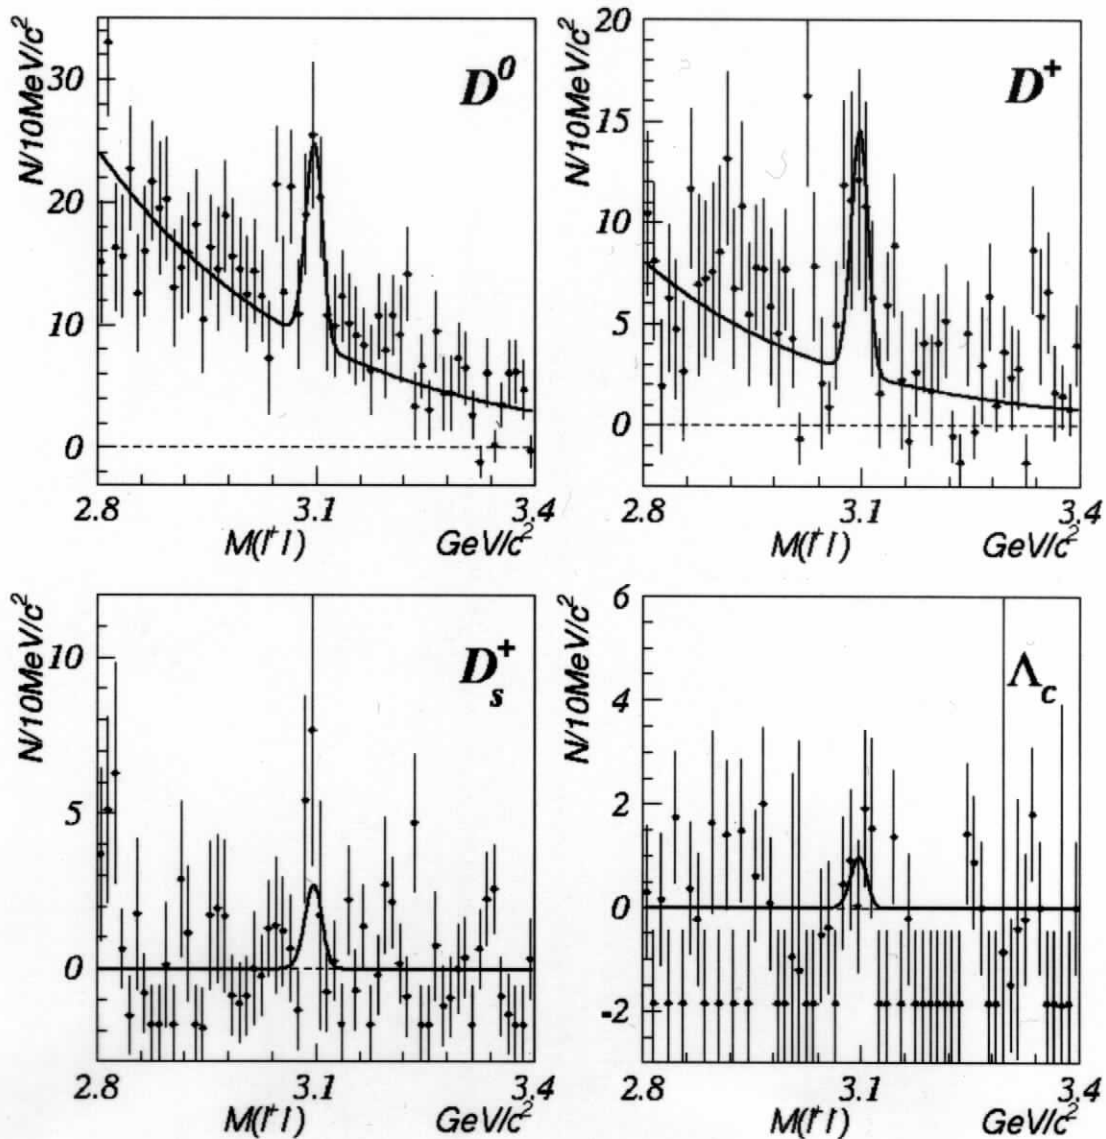 N/10MeV/c²
30
20
10
0
D⁰
2.8 3.1 3.4
M(l⁺l⁻) GeV/c²
N/10MeV/c²
20
15
10
5
0
D⁺
2.8 3.1 3.4
M(l⁺l⁻) GeV/c²
N/10MeV/c²
10
5
0
Dₛ⁺
2.8 3.1 3.4
M(l⁺l⁻) GeV/c²
N/10MeV/c²
6
4
2
0
-2
Λc
2.8 3.1 3.4
M(l⁺l⁻) GeV/c²